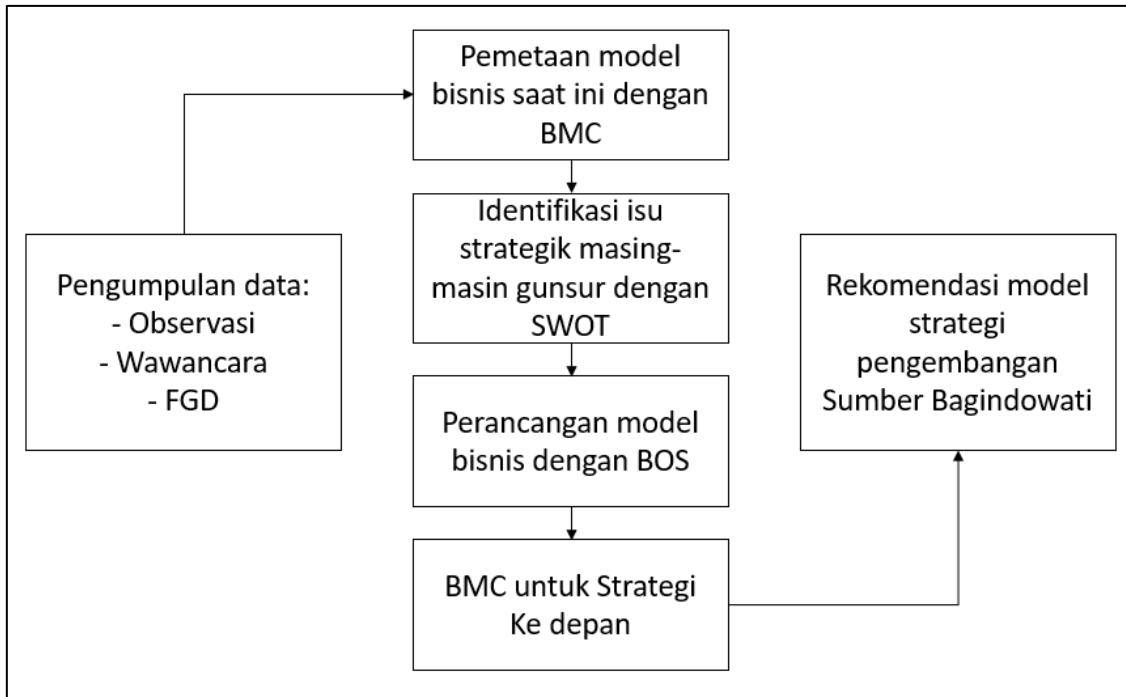 Pengumpulan data:
- Observasi
- Wawancara
- FGD
Pemetaan model
bisnis saat ini dengan
BMC
Identifikasi isu
strategik masing-
masin gunsur dengan
SWOT
Perancangan model
bisnis dengan BOS
BMC untuk Strategi
Ke depan
Rekomendasi model
strategi
pengembangan
Sumber Bagindowati